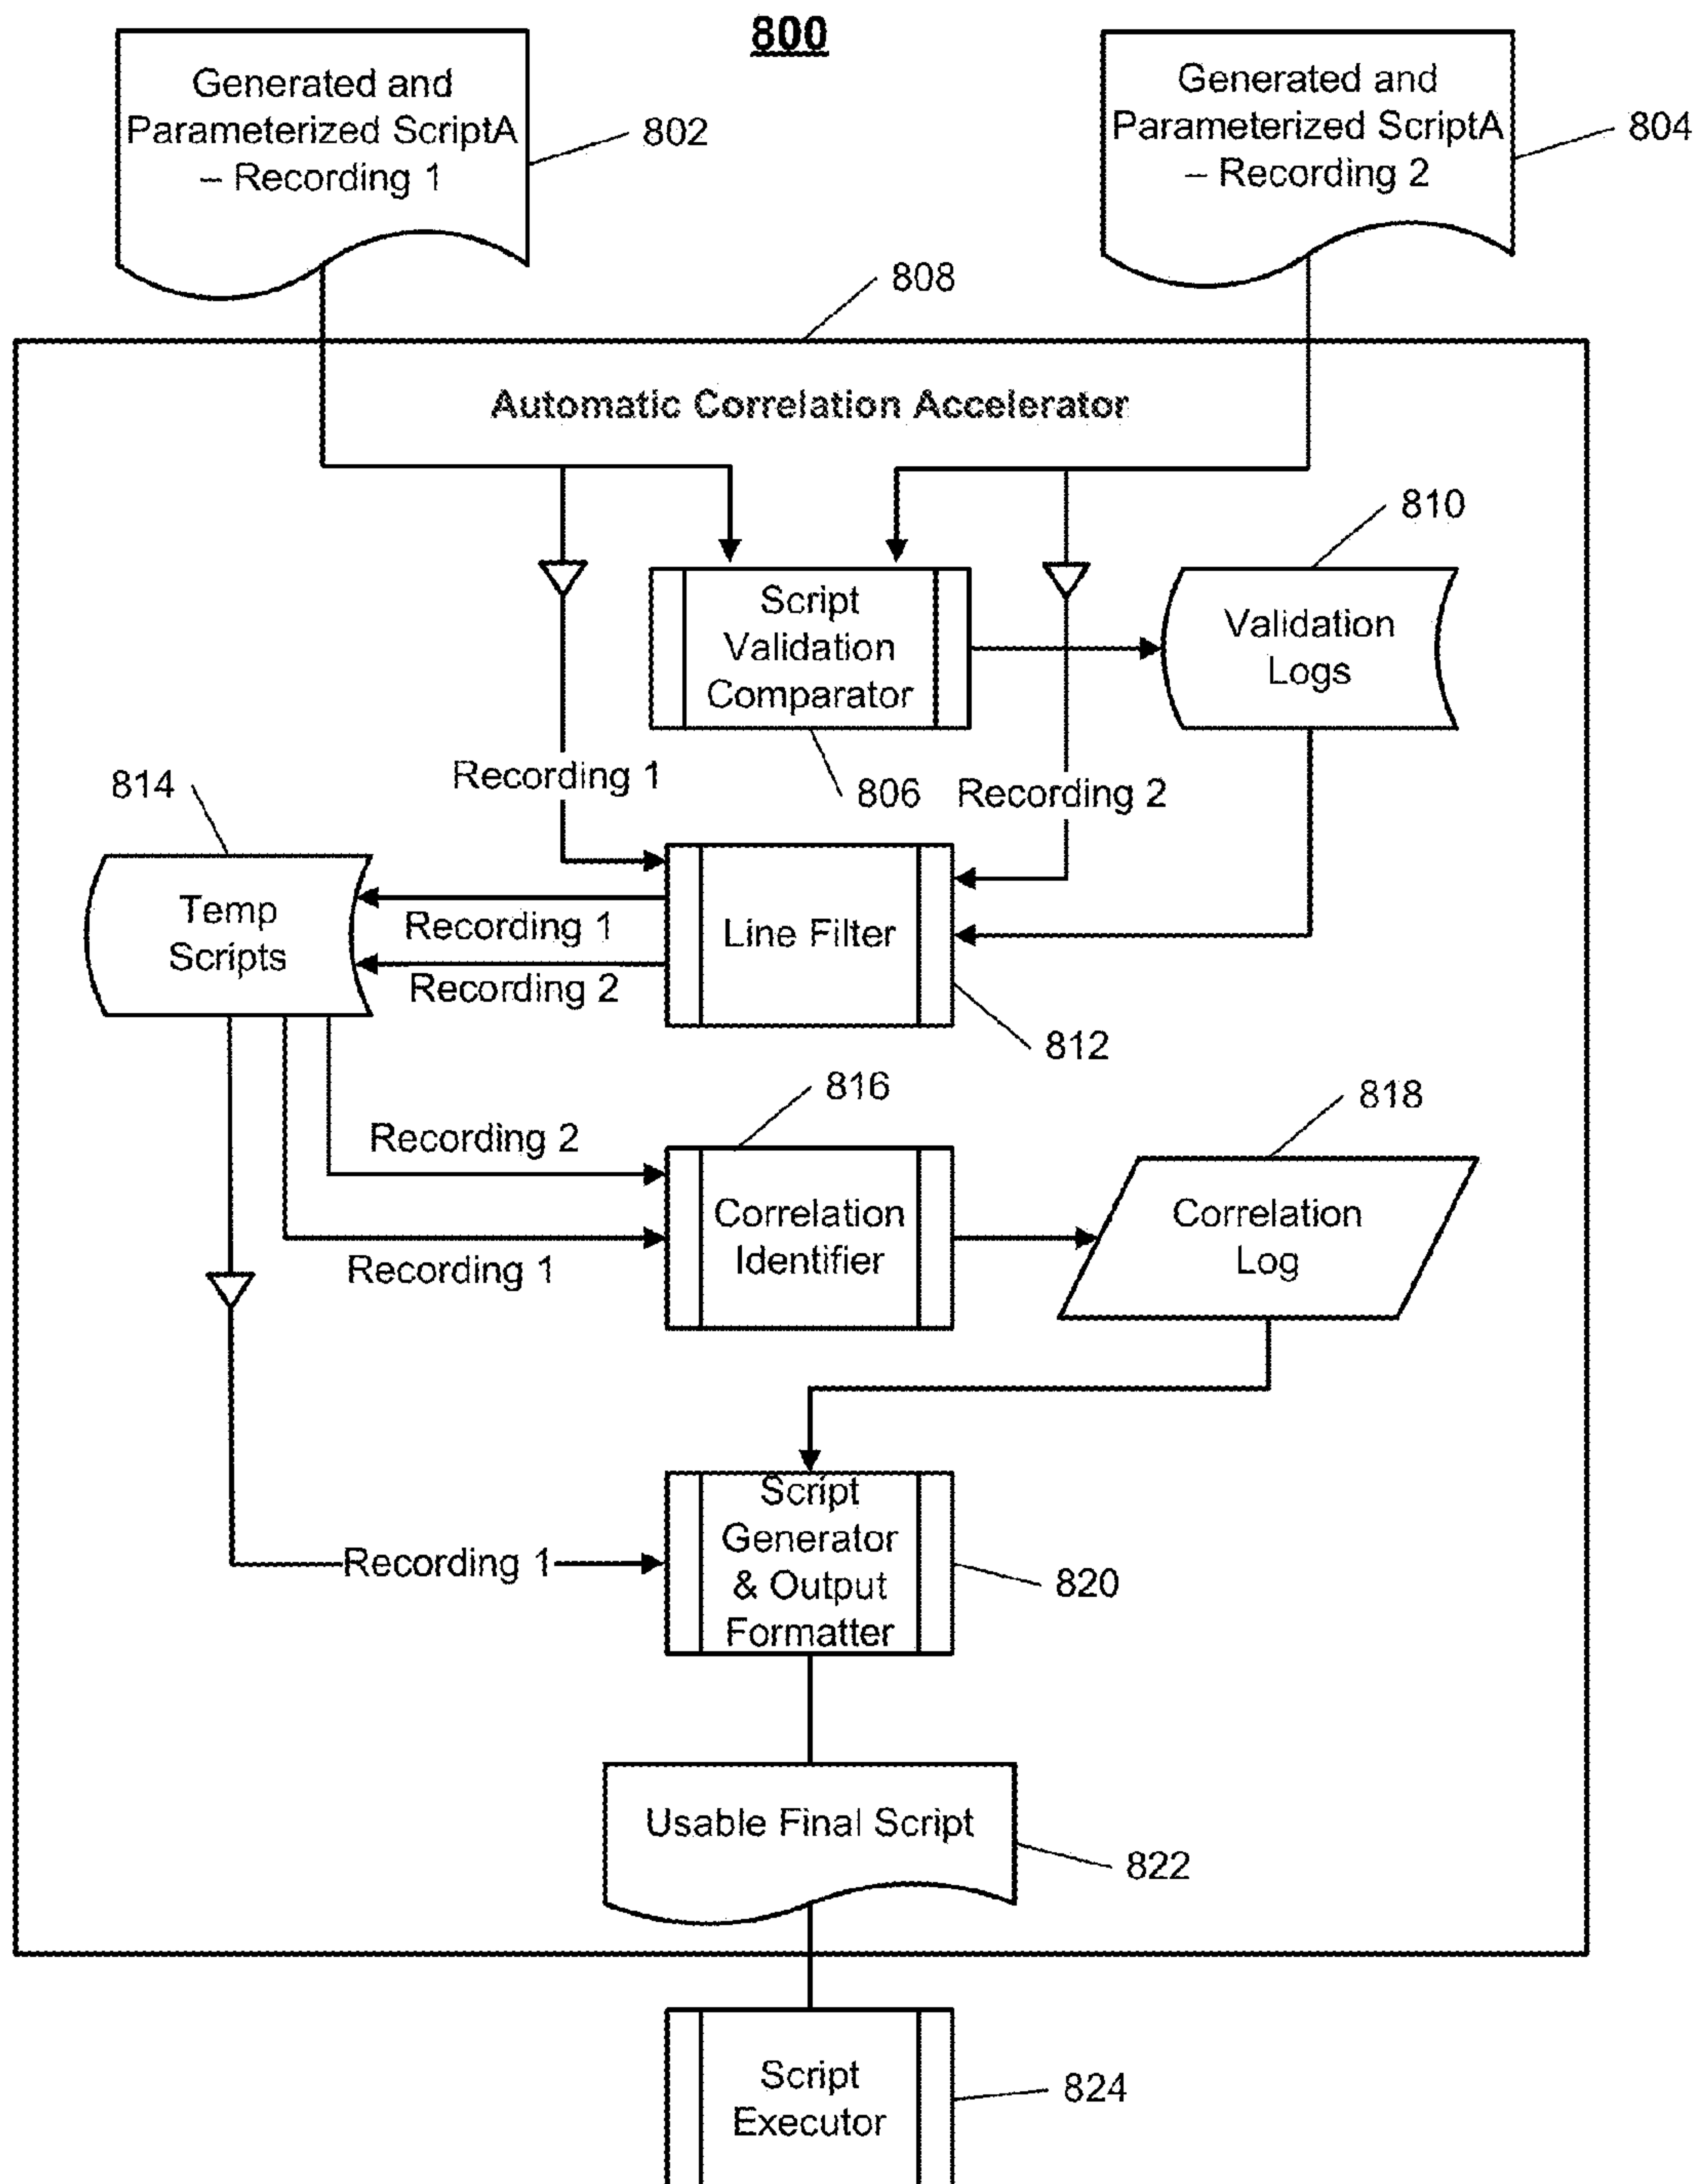 800
Generated and
Parameterized ScriptA
– Recording 1
802
Generated and
Parameterized ScriptA
– Recording 2
804
808
Automatic Correlation Accelerator
810
Script
Validation
Comparator
Validation
Logs
Recording 1
806
Recording 2
814
Temp
Scripts
Recording 1
Recording 2
Line Filter
812
816
818
Recording 2
Correlation
Identifier
Correlation
Log
Recording 1
Script
Generator
& Output
Formatter
Recording 1
820
Usable Final Script
822
Script
Executor
824